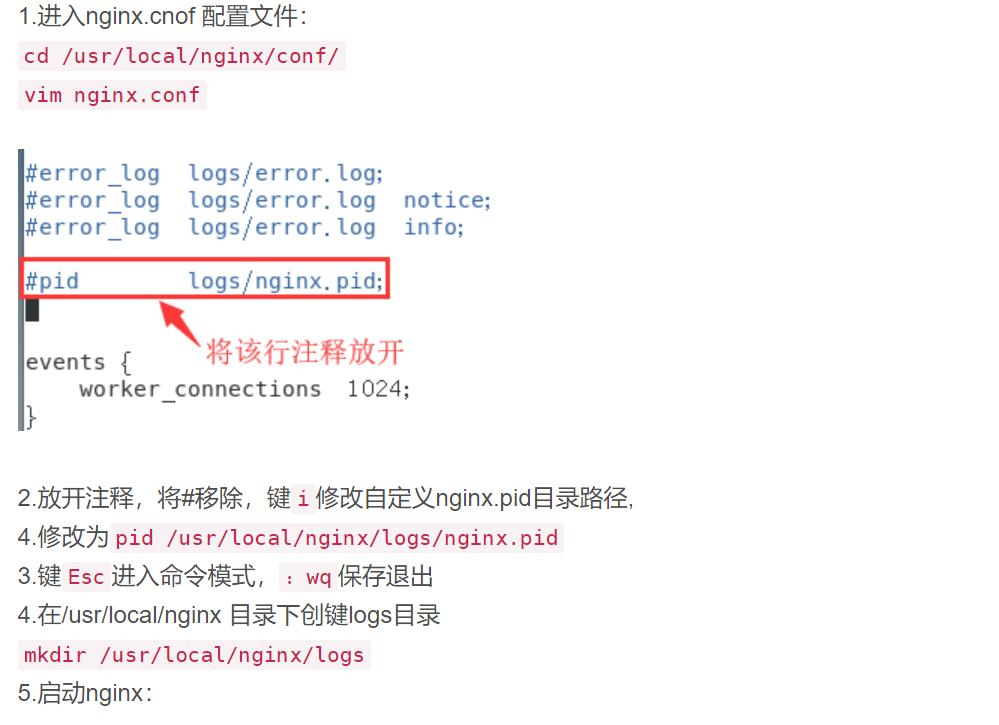 1.进入nginx.cnof 配置文件：
cd /usr/local/nginx/conf/
vim nginx.conf
#error_log  logs/error.log;
#error_log  logs/error.log  notice;
#error_log  logs/error.log  info;
#pid        logs/nginx.pid;
将该行注释放开
events {
    worker_connections  1024;
}
2.放开注释，将#移除，键 i 修改自定义nginx.pid目录路径,
4.修改为 pid /usr/local/nginx/logs/nginx.pid
3.键 Esc 进入命令模式， ：wq 保存退出
4.在/usr/local/nginx 目录下创键logs目录
mkdir /usr/local/nginx/logs
5.启动nginx：